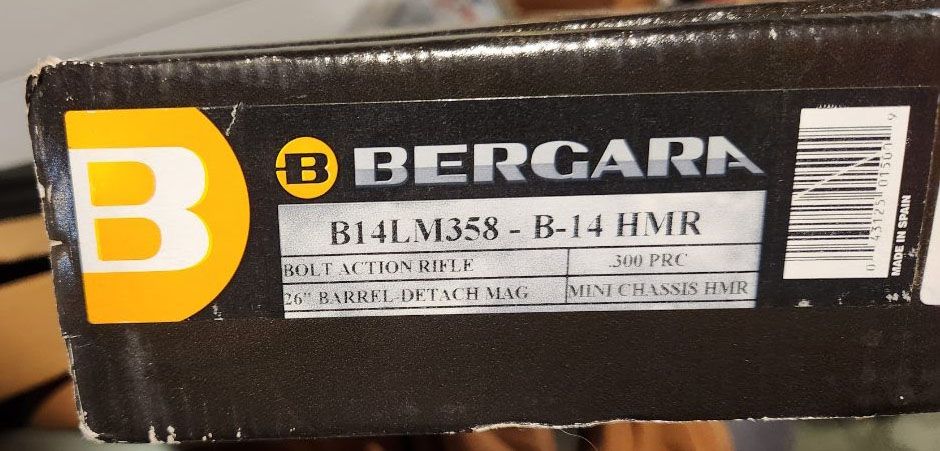 B
B BERGARA
B14LM358 - B-14 HMR
BOLT ACTION RIFLE .300 PRC
26" BARREL-DETACH MAG MINI CHASSIS HMR
MADE IN SPAIN